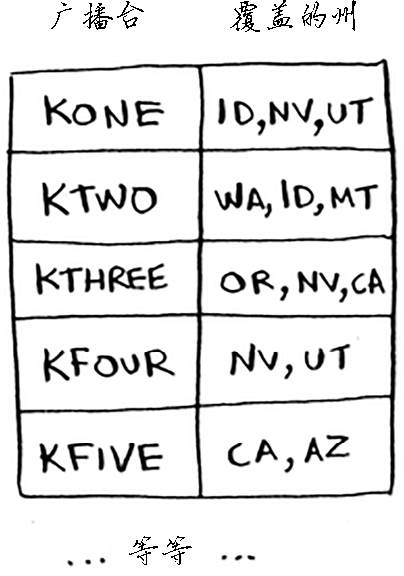 广播台 覆盖的州
KONE ID,NV,UT
KTWO WA,ID,MT
KTHREE OR,NV,CA
KFOUR NV,UT
KFIVE CA,AZ
... 等等 ...